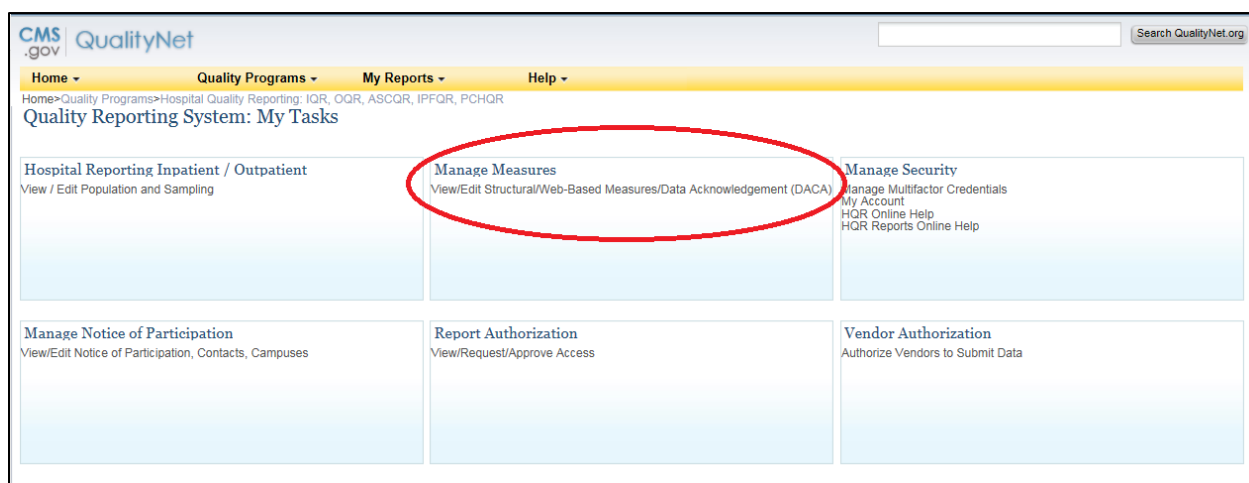 CMS .gov QualityNet
Search QualityNet.org
Home Quality Programs My Reports Help
Home>Quality Programs>Hospital Quality Reporting: IQR, OQR, ASCQR, IPFQR, PCHQR
Quality Reporting System: My Tasks
Hospital Reporting Inpatient / Outpatient
View / Edit Population and Sampling
Manage Measures
View/Edit Structural/Web-Based Measures/Data Acknowledgement (DACA)
Manage Security
Manage Multifactor Credentials
My Account
HQR Online Help
HQR Reports Online Help
Manage Notice of Participation
View/Edit Notice of Participation, Contacts, Campuses
Report Authorization
View/Request/Approve Access
Vendor Authorization
Authorize Vendors to Submit Data